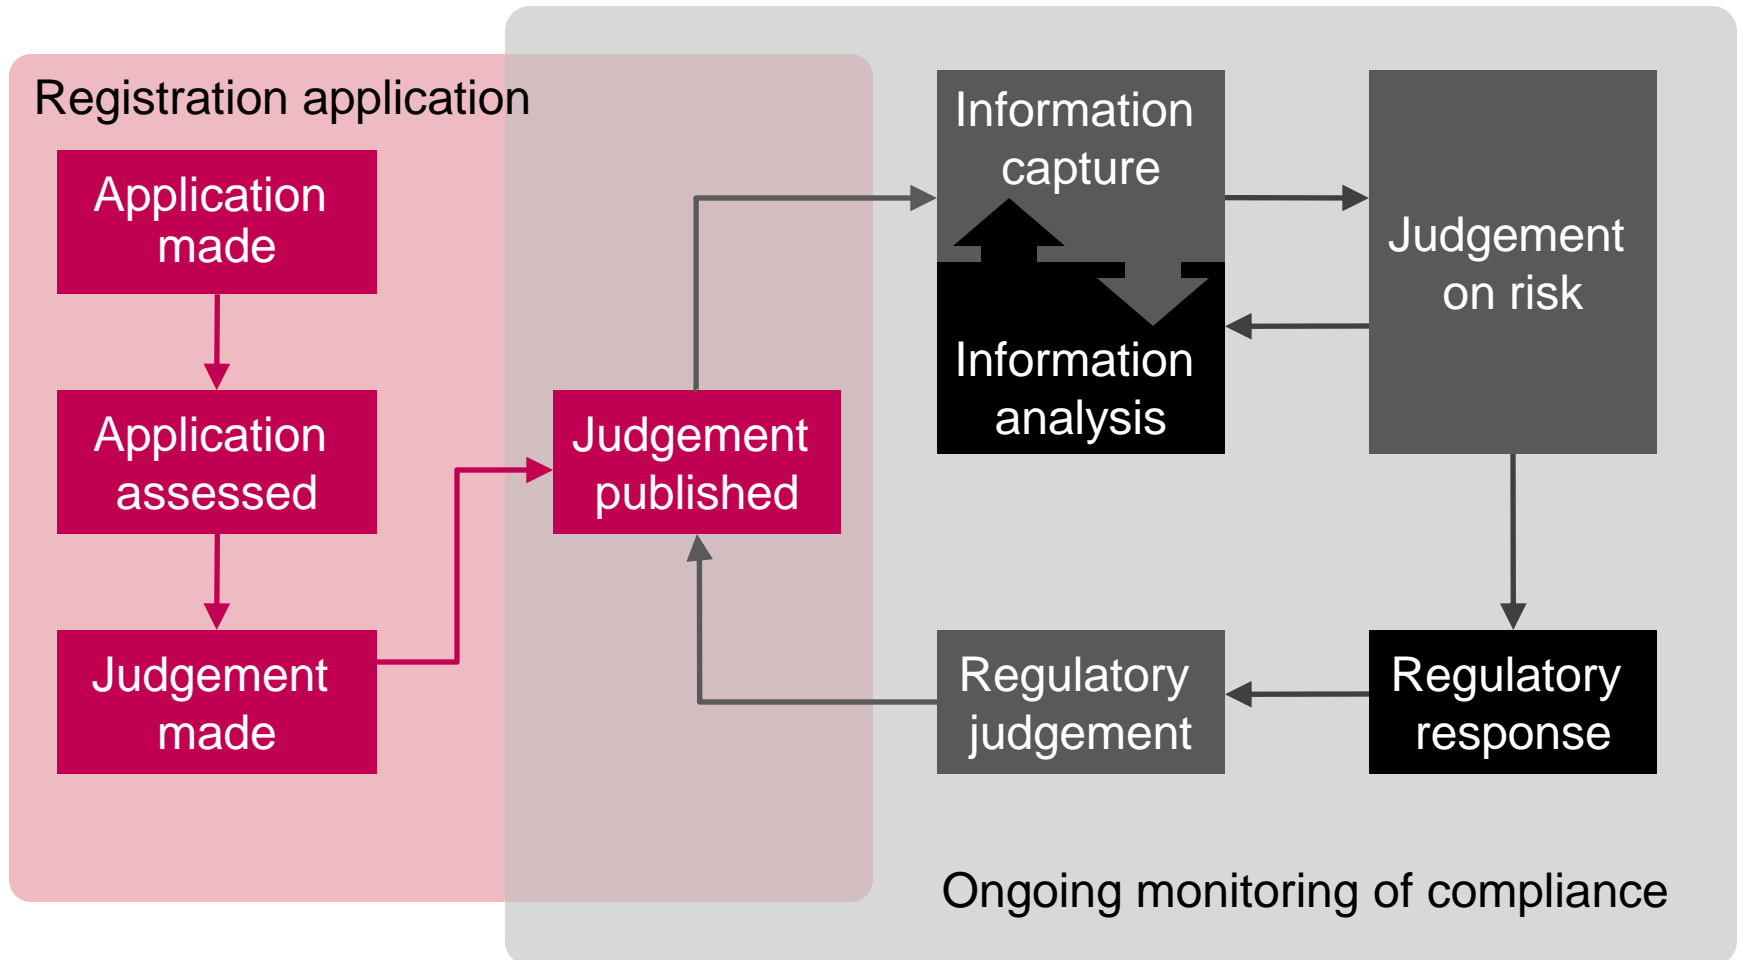 Registration application
Application
made
Application
assessed
Judgement
made
Judgement
published
Information
capture
Information
analysis
Judgement
on risk
Regulatory
response
Regulatory
judgement
Ongoing monitoring of compliance